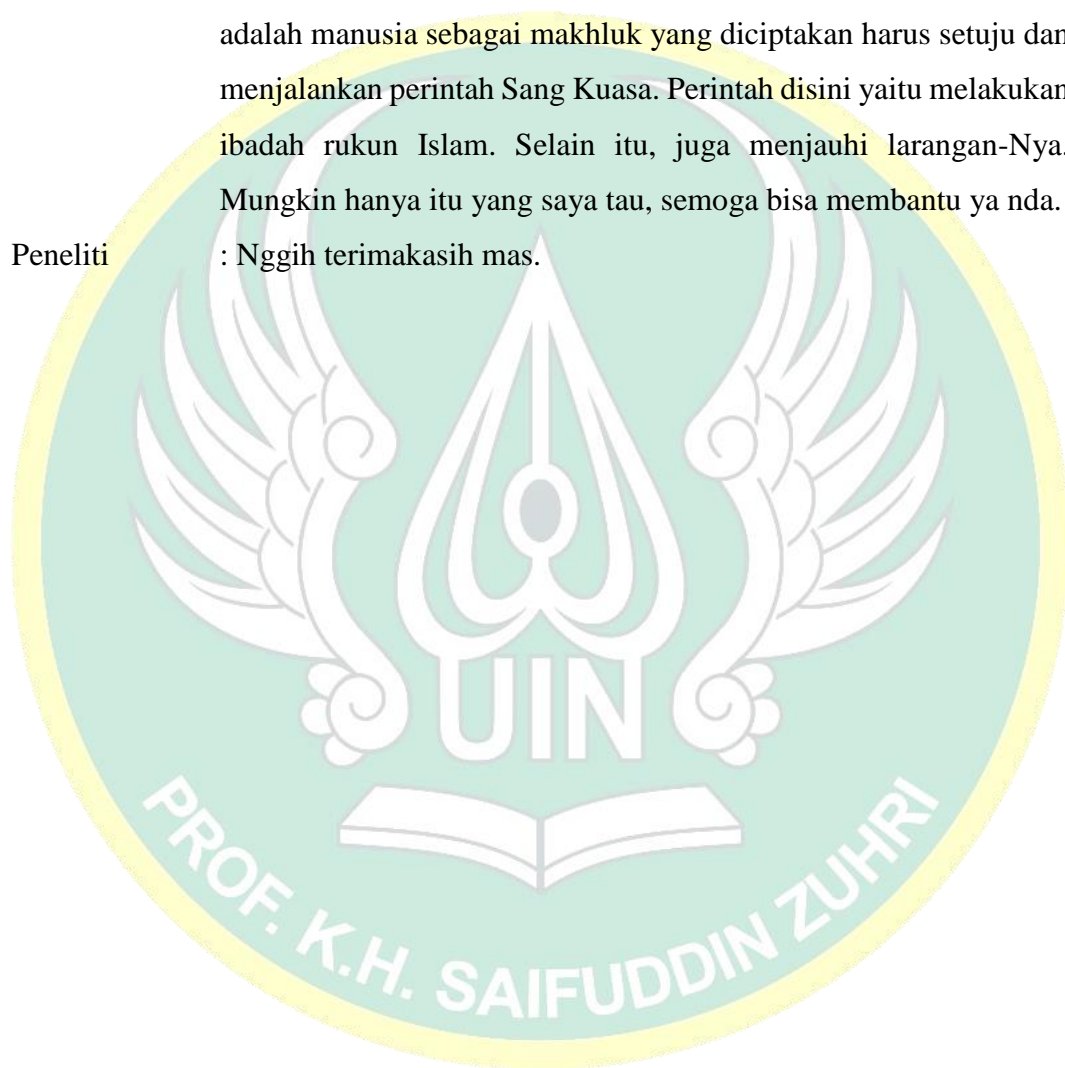 adalah manusia sebagai makhluk yang diciptakan harus setuju dan
menjalankan perintah Sang Kuasa. Perintah disini yaitu melakukan
ibadah rukun Islam. Selain itu, juga menjauhi larangan-Nya.
Mungkin hanya itu yang saya tau, semoga bisa membantu ya nda.
Peneliti : Nggih terimakasih mas.
UIN
PROF. K.H. SAIFUDDIN ZUHRI